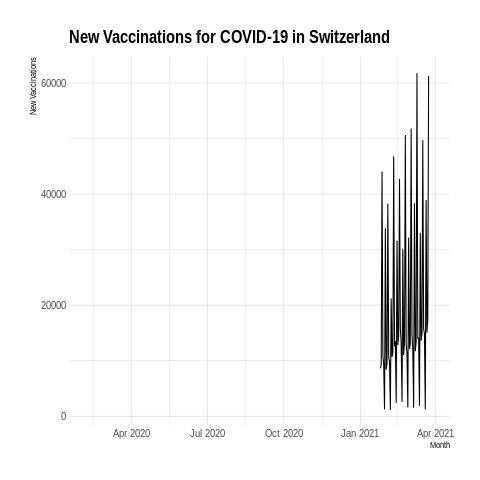 New Vaccinations for COVID-19 in Switzerland
New Vaccinations
60000
40000
20000
0
Apr 2020 Jul 2020 Oct 2020 Jan 2021 Apr 2021
Month